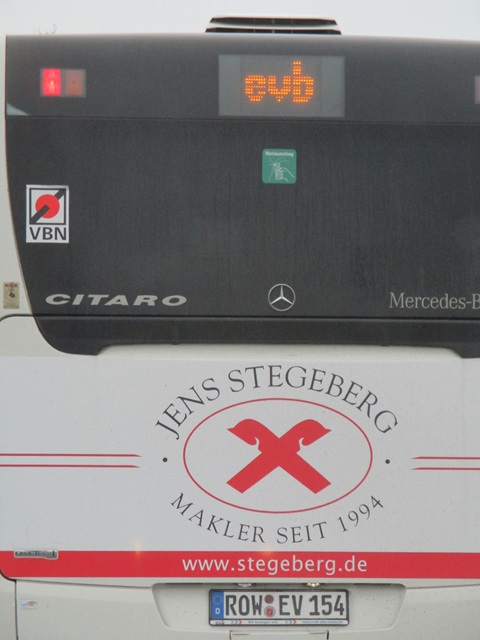 evb
VBN
CITARO
Mercedes-B
JENS STEGEBERG
MAKLER SEIT 1994
www.stegeberg.de
D ROW EV 154